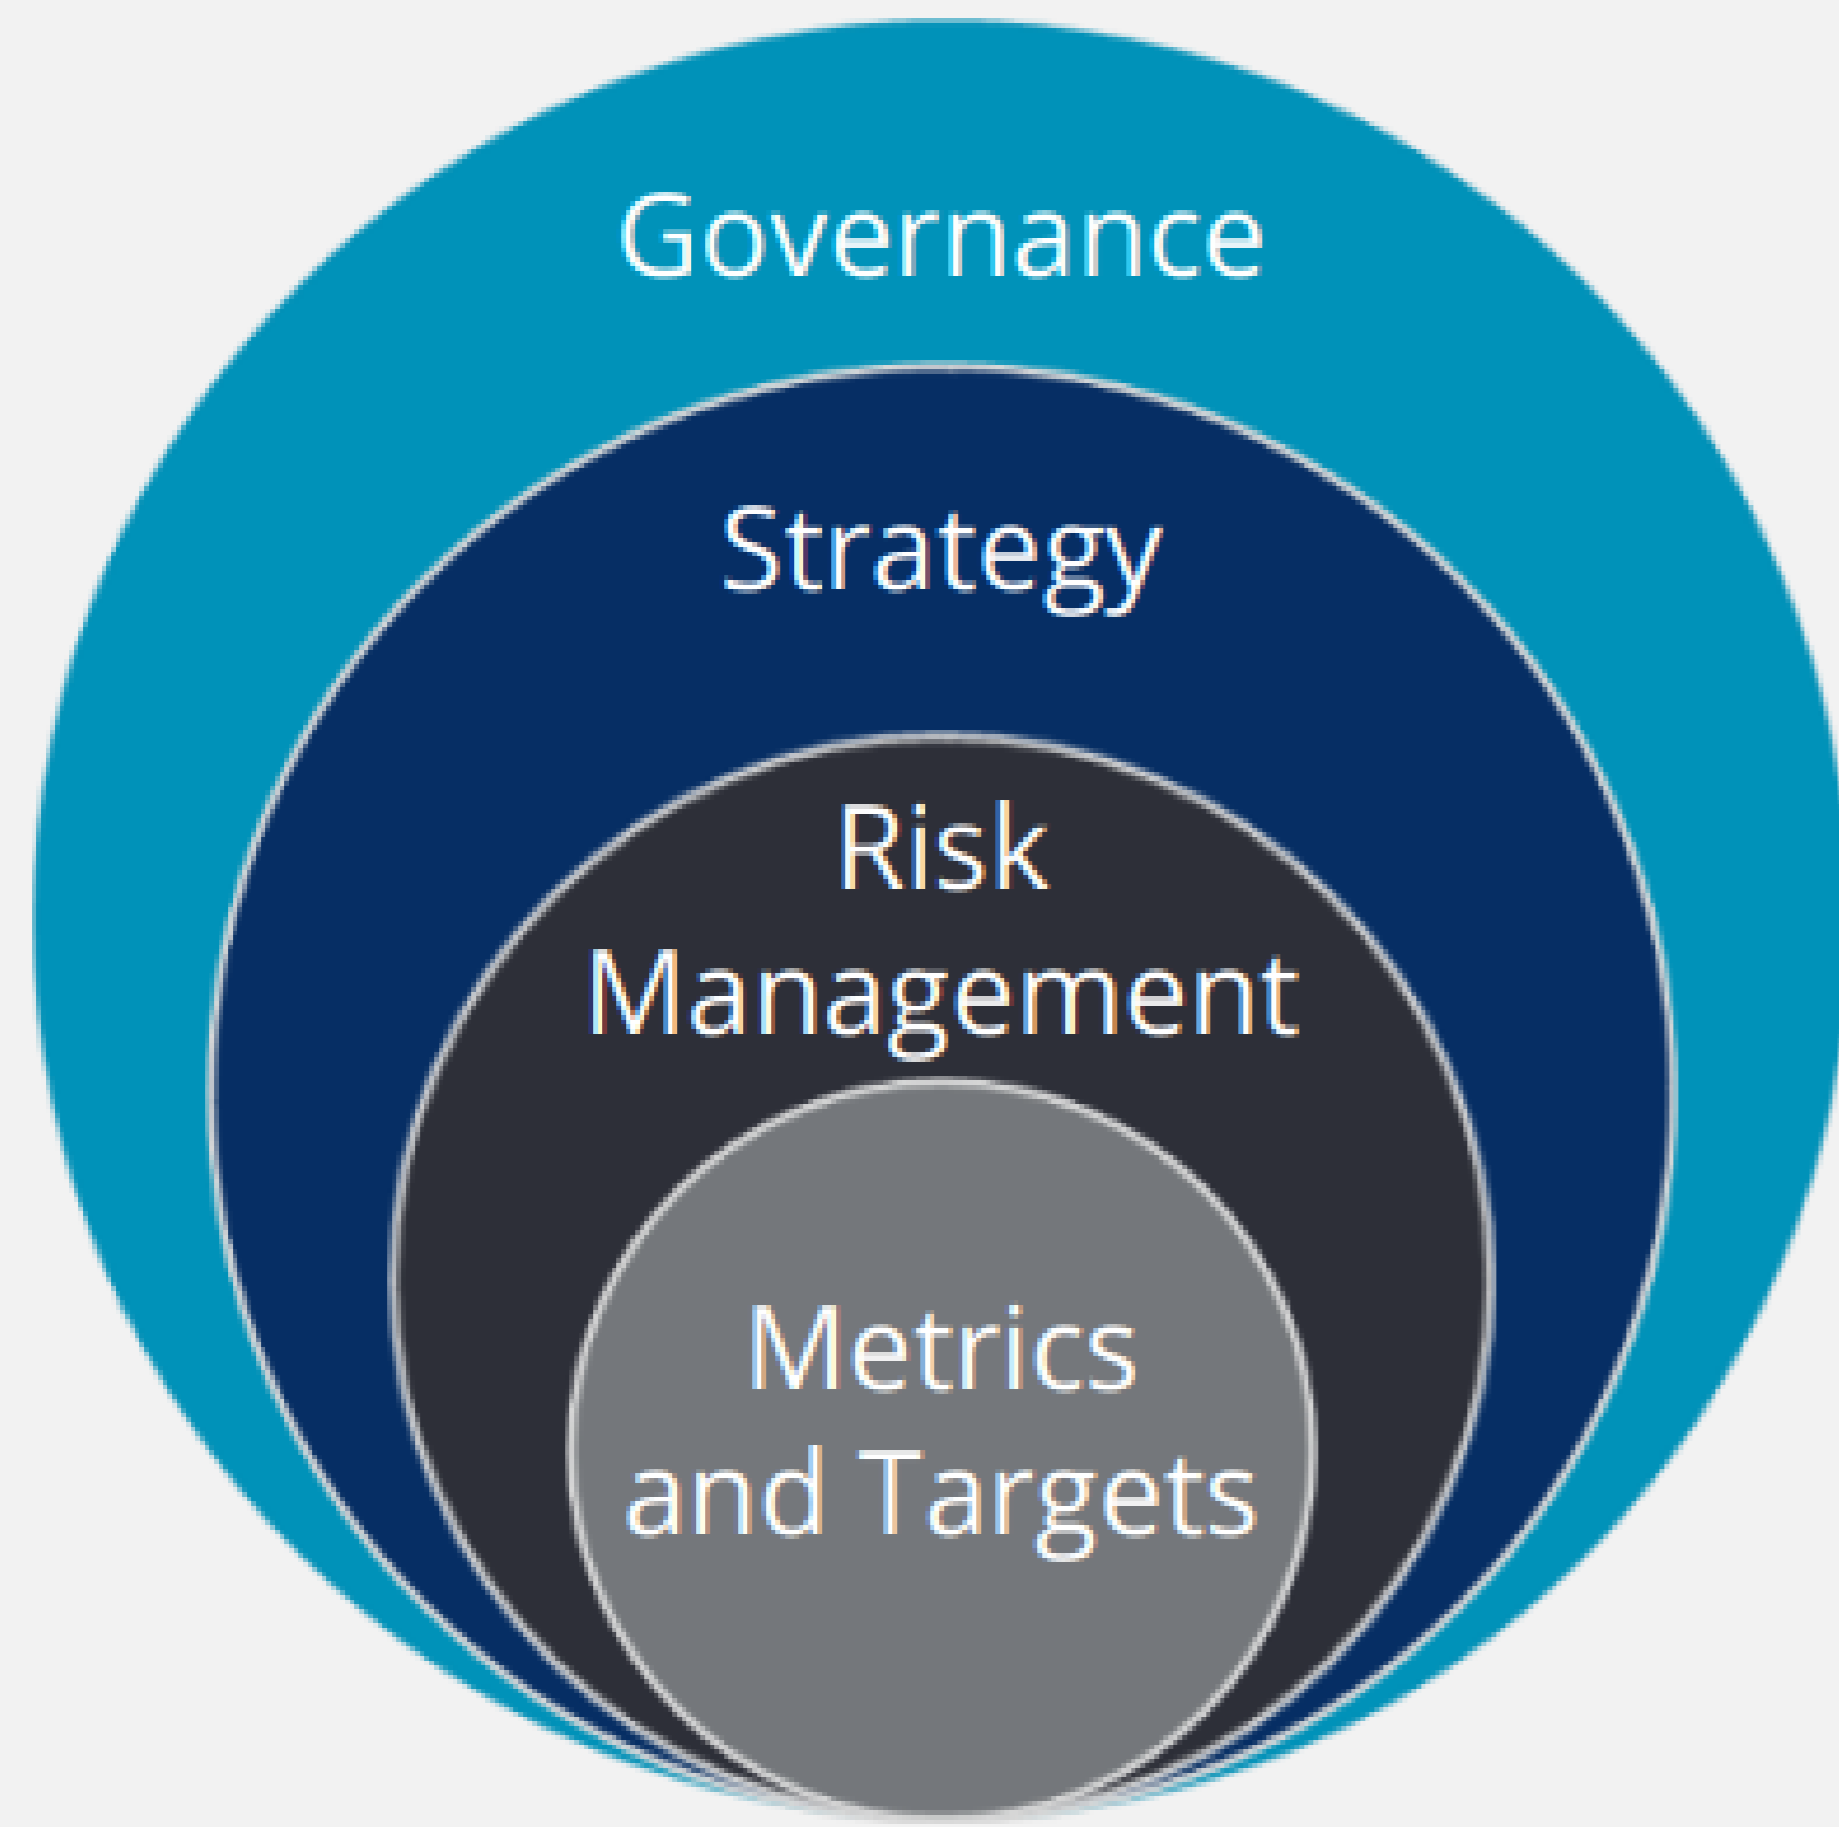 Governance
Strategy
Risk
Management
Metrics
and Targets